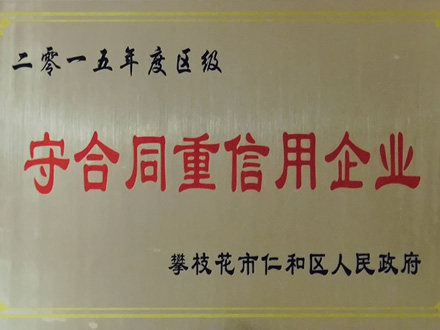 二零一五年度区级
守合同重信用企业
攀枝花市仁和区人民政府